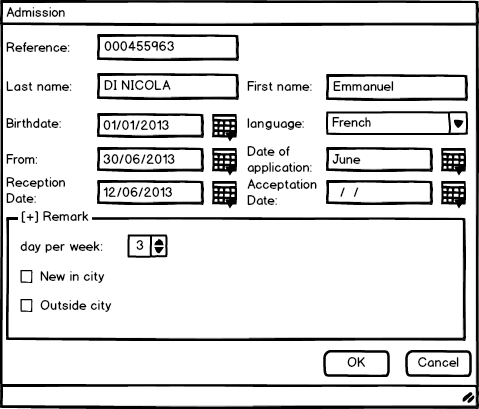 Admission
Reference: 000455963
Last name: DI NICOLA First name: Emmanuel
Birthdate: 01/01/2013 language: French
From: 30/06/2013 Date of application: June
Reception Date: 12/06/2013 Acceptation Date: / /
[+] Remark
day per week: 3
New in city
Outside city
OK Cancel